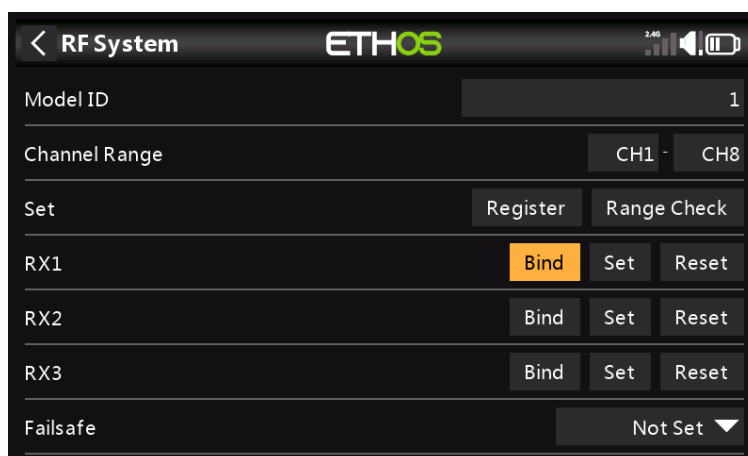 RF System ETHOS 2.4G
Model ID 1
Channel Range CH1 - CH8
Set Register Range Check
RX1 Bind Set Reset
RX2 Bind Set Reset
RX3 Bind Set Reset
Failsafe Not Set